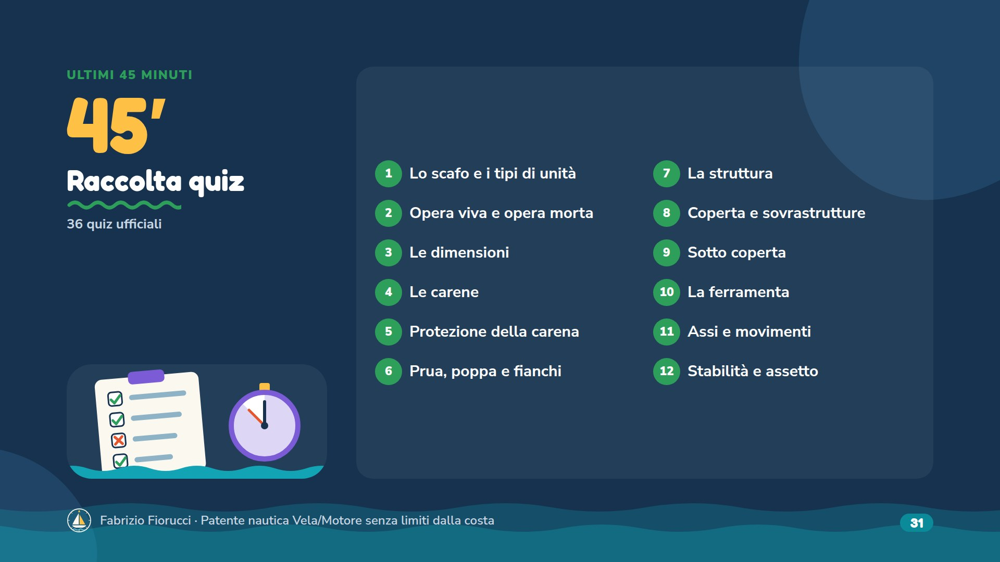 ULTIMI 45 MINUTI
45'
Raccolta quiz
36 quiz ufficiali
1 Lo scafo e i tipi di unità
2 Opera viva e opera morta
3 Le dimensioni
4 Le carene
5 Protezione della carena
6 Prua, poppa e fianchi
7 La struttura
8 Coperta e sovrastrutture
9 Sotto coperta
10 La ferramenta
11 Assi e movimenti
12 Stabilità e assetto
Fabrizio Fiorucci · Patente nautica Vela/Motore senza limiti dalla costa
31